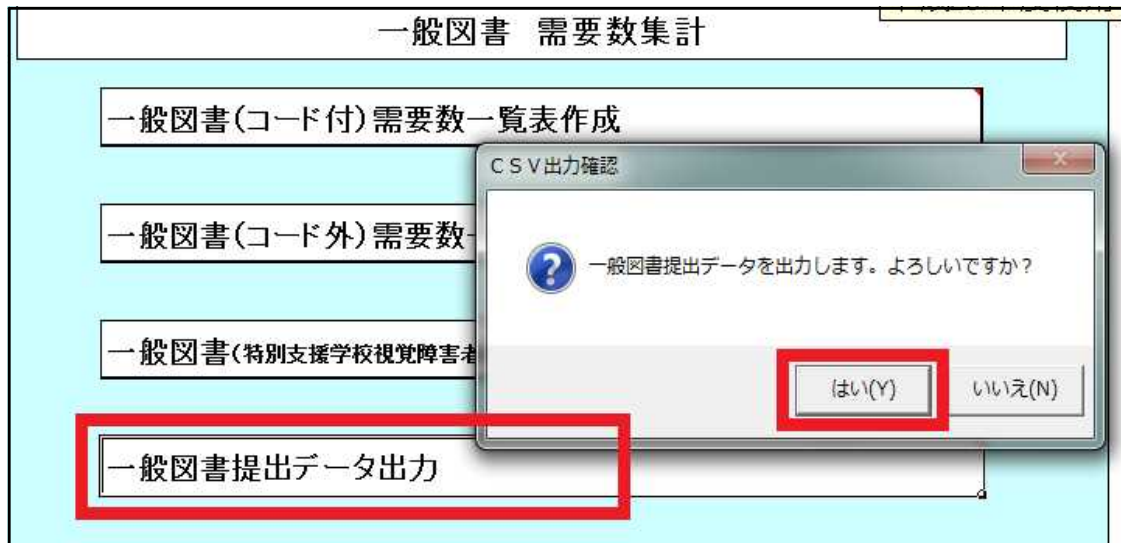 一般図書 需要数集計
一般図書(コード付)需要数一覧表作成
CSV出力確認
一般図書(コード外)需要数
一般図書提出データを出力します。よろしいですか?
一般図書(特別支援学校視覚障害者
はい(Y)
いいえ(N)
一般図書提出データ出力